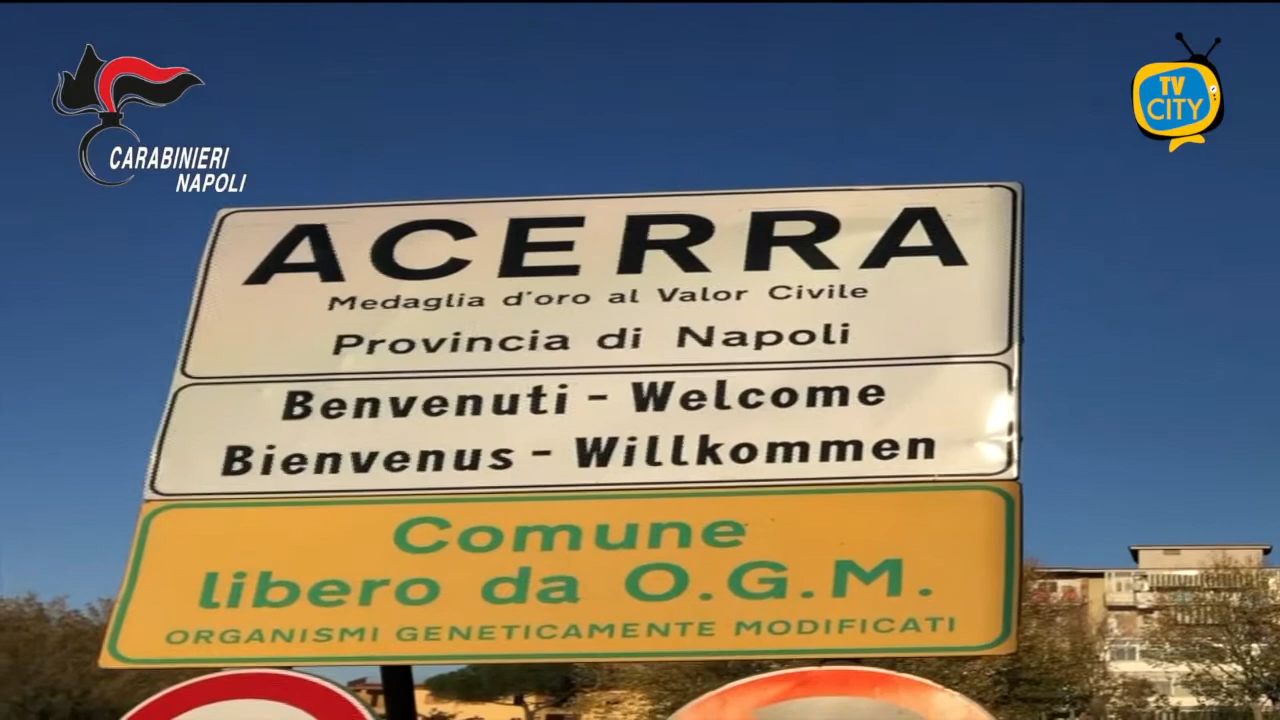 CARABINIERI
NAPOLI
TV
CITY
ACERRA
Medaglia d'oro al Valor Civile
Provincia di Napoli
Benvenuti - Welcome
Bienvenus - Willkommen
Comune
libero da O.G.M.
ORGANISMI GENETICAMENTE MODIFICATI